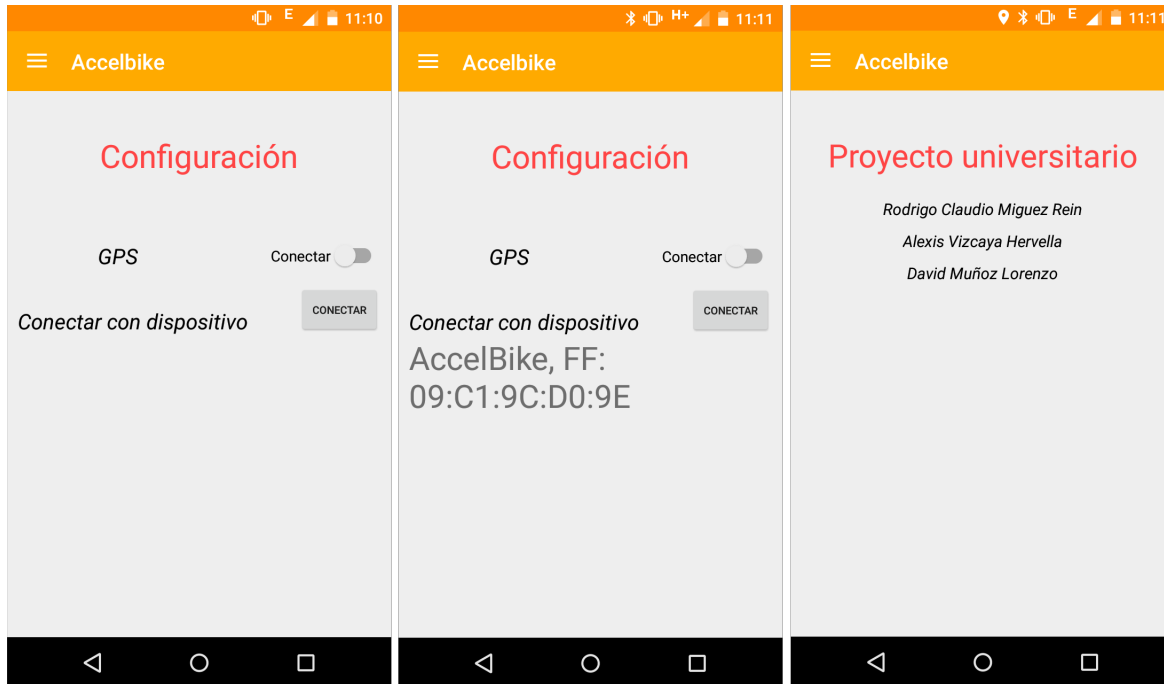 E 11:10
Accelbike
Configuración
GPS
Conectar
CONECTAR
Conectar con dispositivo
H+ 11:11
Accelbike
Configuración
GPS
Conectar
CONECTAR
Conectar con dispositivo
AccelBike, FF:
09:C1:9C:D0:9E
E 11:11
Accelbike
Proyecto universitario
Rodrigo Claudio Miguez Rein
Alexis Vizcaya Hervella
David Muñoz Lorenzo